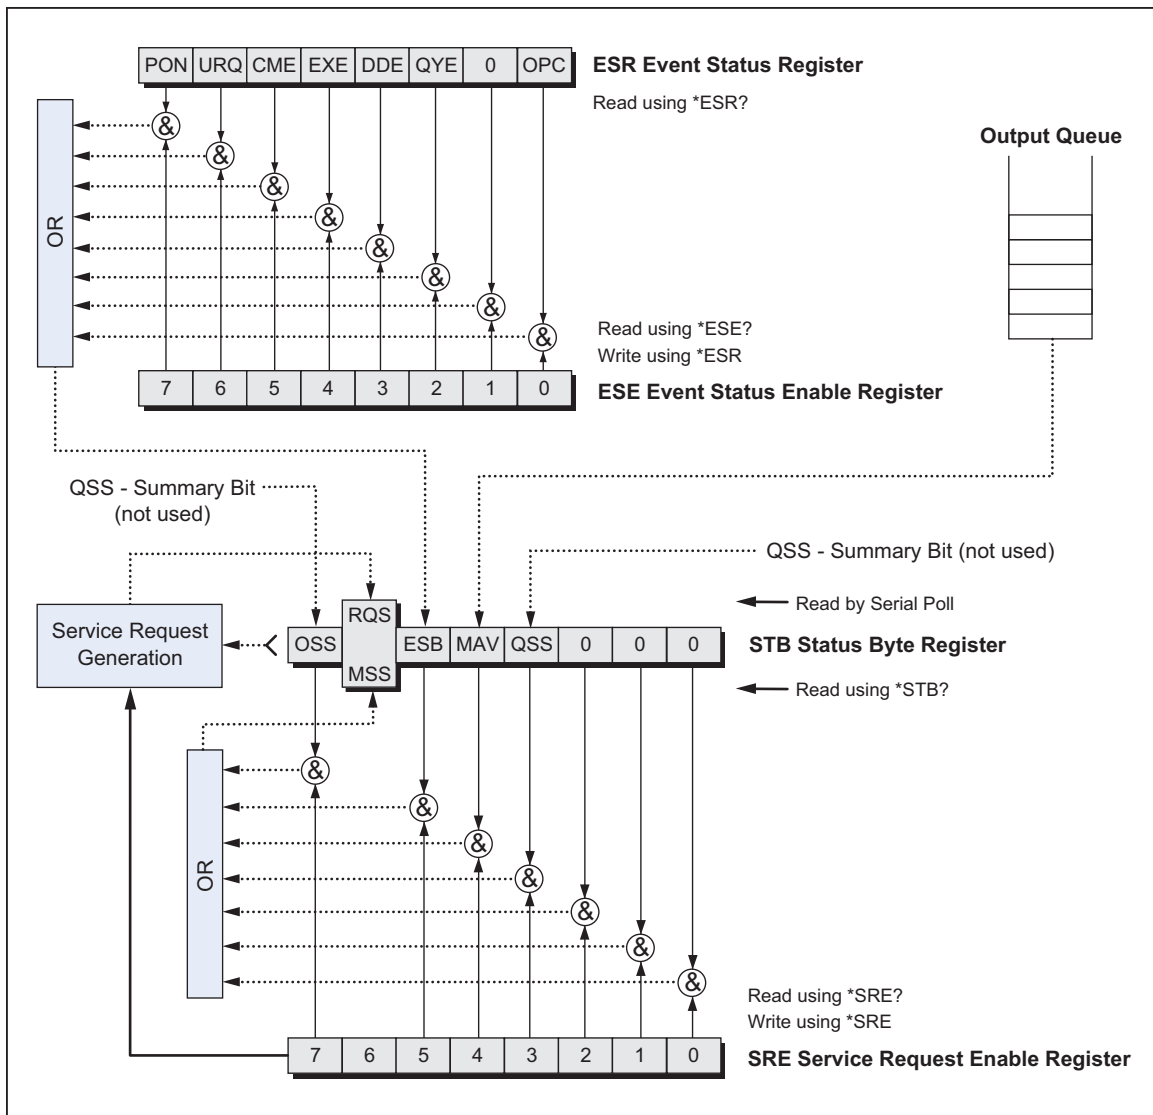 PON URQ CME EXE DDE QYE 0 OPC
ESR Event Status Register
Read using *ESR?
&
&
&
&
&
&
&
&
OR
Output Queue
Read using *ESE?
Write using *ESR
7 6 5 4 3 2 1 0
ESE Event Status Enable Register
QSS - Summary Bit
(not used)
QSS - Summary Bit (not used)
Service Request
Generation
Read by Serial Poll
RQS
OSS ESB MAV QSS 0 0 0
MSS
STB Status Byte Register
Read using *STB?
&
&
&
&
&
&
&
OR
Read using *SRE?
Write using *SRE
7 6 5 4 3 2 1 0
SRE Service Request Enable Register